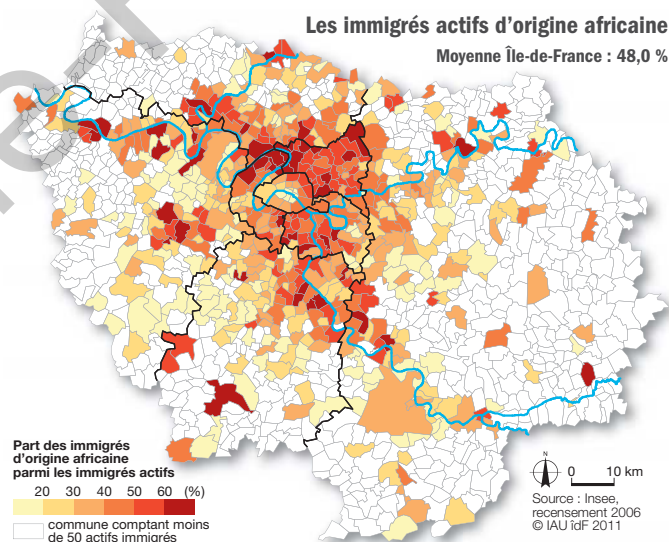 Les immigrés actifs d'origine africaine
Moyenne Île-de-France : 48,0 %
Part des immigrés
d'origine africaine
parmi les immigrés actifs
20 30 40 50 60 (%)
commune comptant moins
de 50 actifs immigrés
N
0 10 km
Source : Insee,
recensement 2006
© IAU îdF 2011